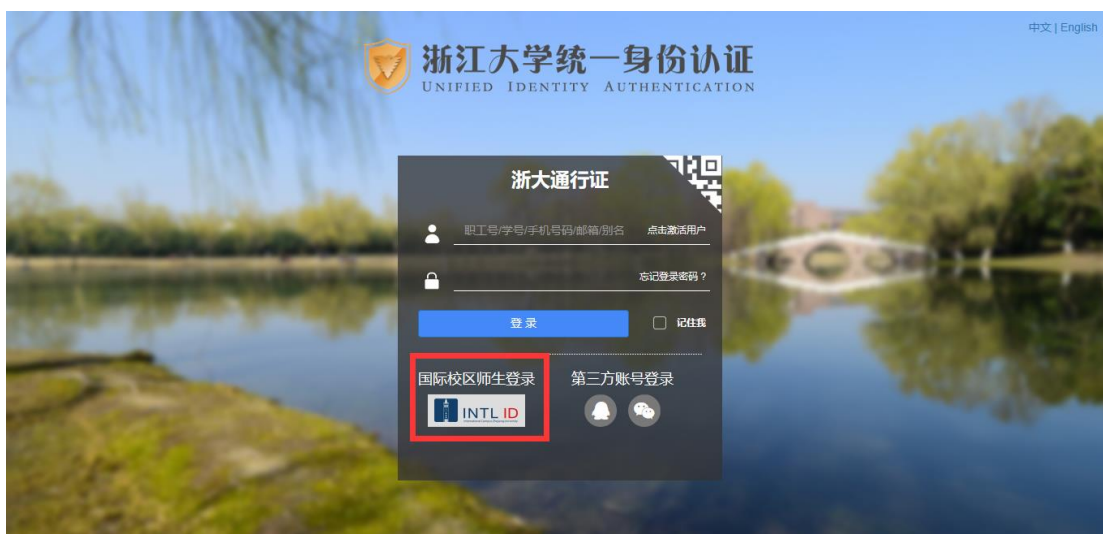 中文 | English
浙江大学统一身份认证
UNIFIED IDENTITY AUTHENTICATION
浙大通行证
职工号/学号/手机号码/邮箱/别名 点击激活用户
忘记登录密码？
登 录 记住我
国际校区师生登录 第三方账号登录
INTL ID